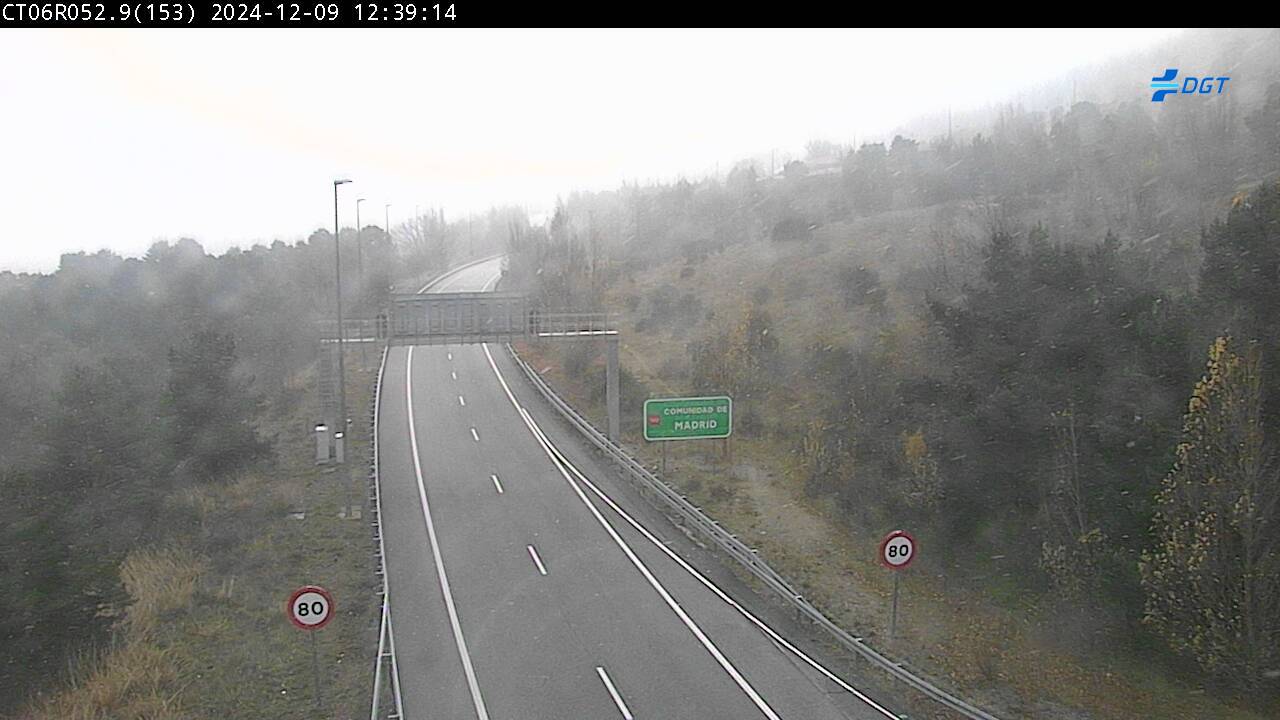 CT06R052.9(153) 2024-12-09 12:39:14
DGT
COMUNIDAD DE
MADRID
80
80